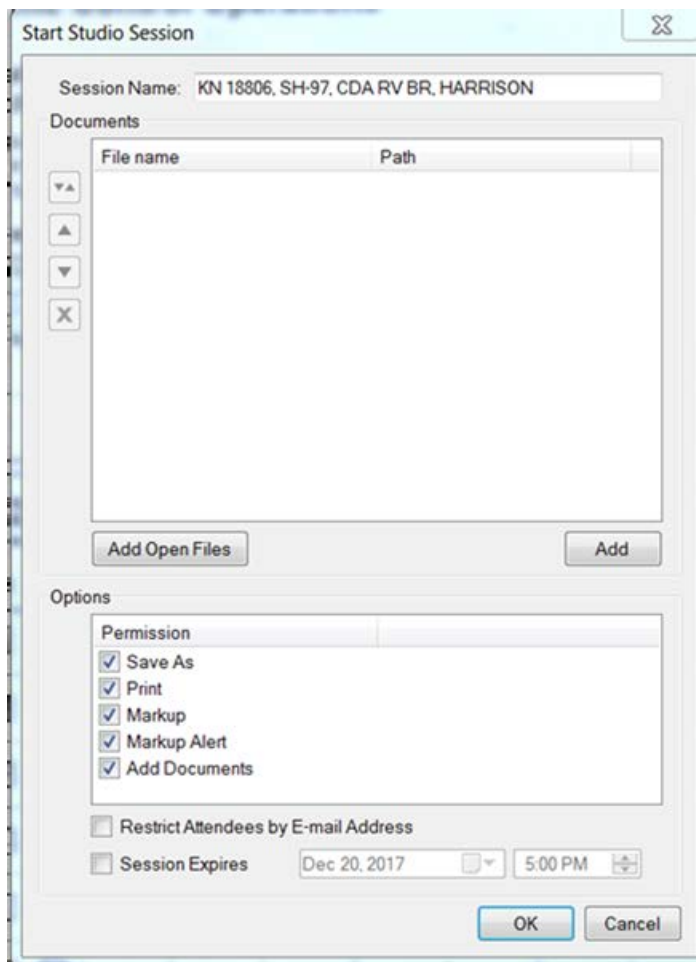 Start Studio Session
Session Name: KN 18806, SH-97, CDA RV BR, HARRISON
Documents
File name Path
Add Open Files Add
Options
Permission
Save As
Print
Markup
Markup Alert
Add Documents
Restrict Attendees by E-mail Address
Session Expires Dec 20, 2017 5:00 PM
OK Cancel